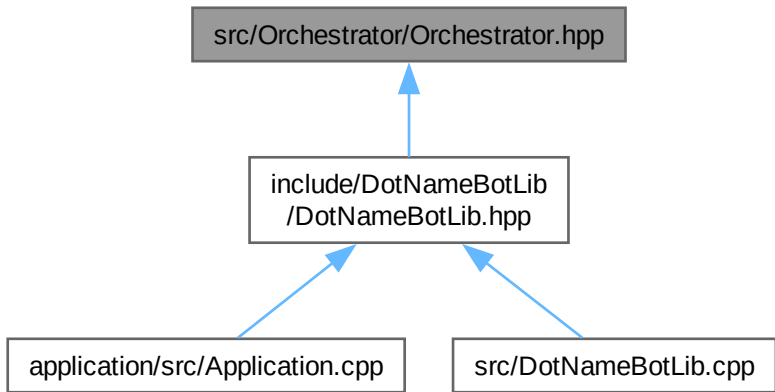 src/Orchestrator/Orchestrator.hpp
include/DotNameBotLib
/DotNameBotLib.hpp
application/src/Application.cpp
src/DotNameBotLib.cpp